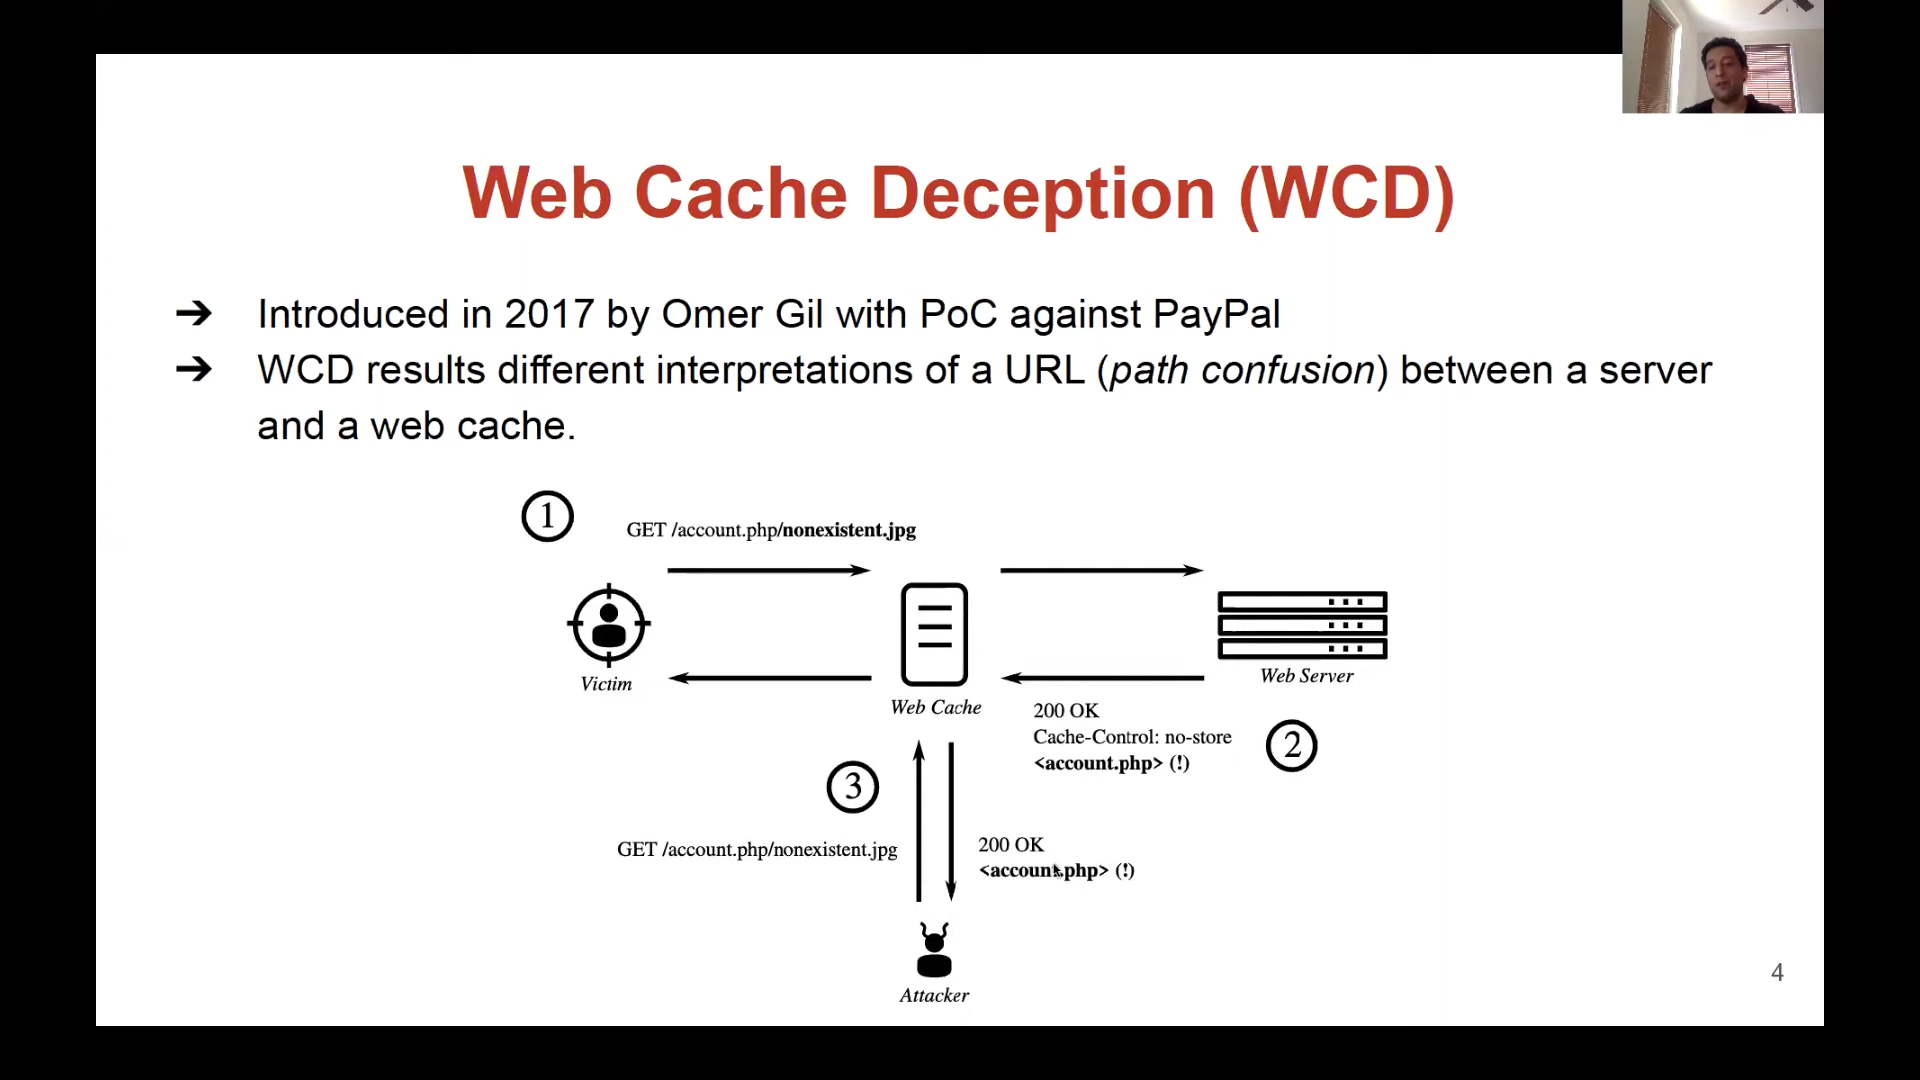 Web Cache Deception (WCD)
➔ Introduced in 2017 by Omer Gil with PoC against PayPal
➔ WCD results different interpretations of a URL (path confusion) between a server
and a web cache.
1
GET /account.php/nonexistent.jpg
Victim
Web Cache
Web Server
200 OK
Cache-Control: no-store
<account.php> (!)
2
3
GET /account.php/nonexistent.jpg
200 OK
<account.php> (!)
Attacker
4